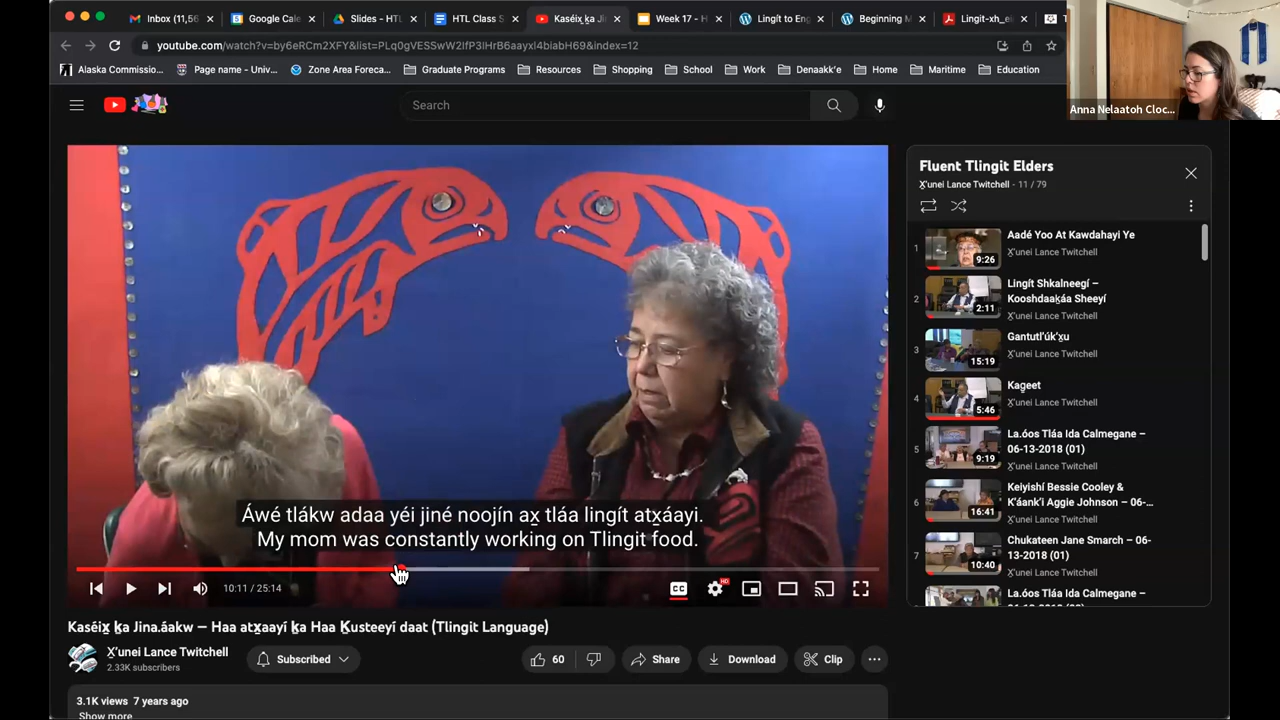 Inbox (11,56
Google Cale
Slides - HTL
HTL Class S
Kaséix̱ ḵa Jin
Week 17 - H
Lingít to Eng
Beginning M
Lingit-xh_e
youtube.com/watch?v=by6eRCm2XFY&list=PLq0gVESSwW2IfP3lHrB6aayxl4biabH69&index=12
Alaska Commissio...
Page name - Univ...
Zone Area Foreca...
Graduate Programs
Resources
Shopping
School
Work
Denaakk'e
Home
Maritime
Education
Anna Nelaatoh Cloc...
Search
Fluent Tlingit Elders
X̱'unei Lance Twitchell - 11 / 79
1
9:26
Aadé Yoo At Kawdahayi Ye
X̱'unei Lance Twitchell
2
2:11
Lingít Shkalneegí –
Kooshdaaḵáa Sheeyí
X̱'unei Lance Twitchell
3
15:19
Gantutl'úk'x̱u
X̱'unei Lance Twitchell
4
5:46
Kag̱eet
X̱'unei Lance Twitchell
5
9:19
La.óos Tláa Ida Calmegane –
06-13-2018 (01)
X̱'unei Lance Twitchell
6
16:41
Keiyishí Bessie Cooley &
K'áank'i Aggie Johnson – 06-
X̱'unei Lance Twitchell
7
10:40
Chukateen Jane Smarch – 06-
13-2018 (01)
X̱'unei Lance Twitchell
La.óos Tláa Ida Calmegane –
Áwé tlákw adaa yéi jiné noojín ax̱ tláa lingít atx̱áayi.
My mom was constantly working on Tlingit food.
10:11 / 25:14
CC
HD
Kaséix̱ ḵa Jina.áakw – Haa atx̱aayí ḵa Haa Ḵusteeyí daat (Tlingit Language)
X̱'unei Lance Twitchell
2.33K subscribers
Subscribed
60
Share
Download
Clip
3.1K views 7 years ago
Show more